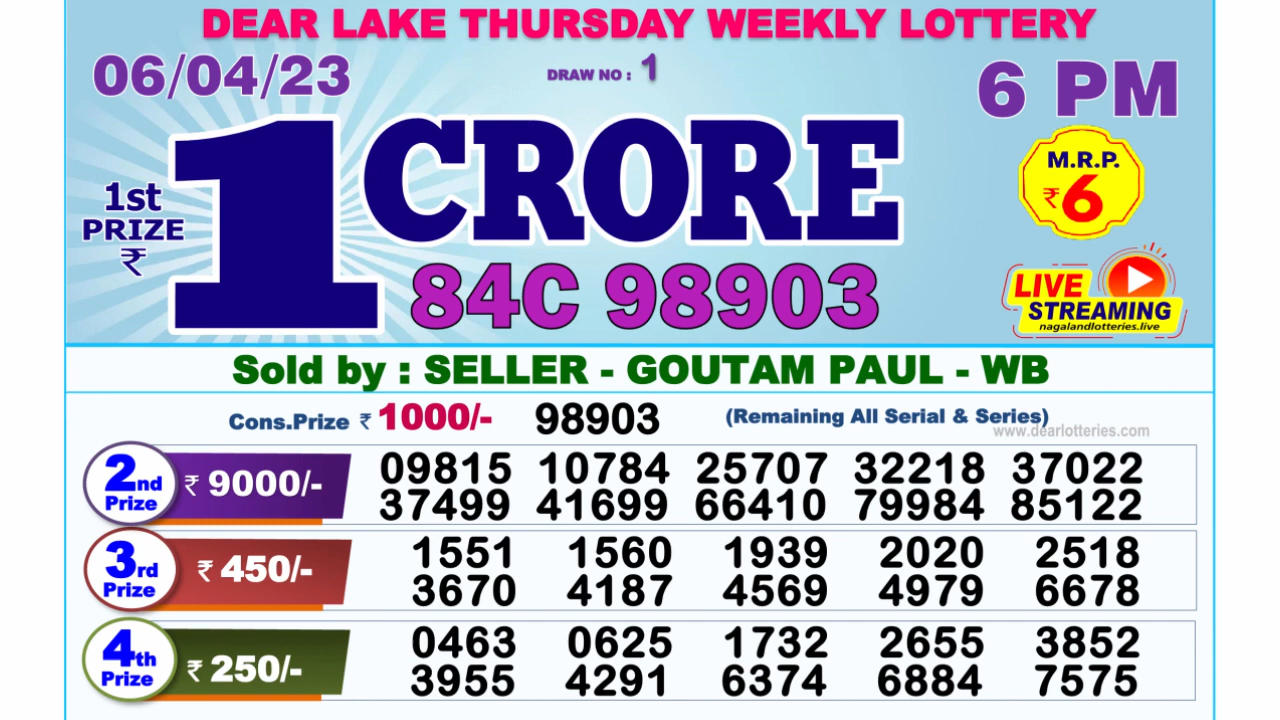 DEAR LAKE THURSDAY WEEKLY LOTTERY
06/04/23
DRAW NO : 1
6 PM
1st
PRIZE
₹
1 CRORE
84C 98903
M.R.P.
₹6
LIVE
STREAMING
nagalandlotteries.live
Sold by : SELLER - GOUTAM PAUL - WB
Cons.Prize ₹ 1000/- 98903 (Remaining All Serial & Series)
www.dearlotteries.com
2nd Prize ₹ 9000/-
09815 10784 25707 32218 37022
37499 41699 66410 79984 85122
3rd Prize ₹ 450/-
1551 1560 1939 2020 2518
3670 4187 4569 4979 6678
4th Prize ₹ 250/-
0463 0625 1732 2655 3852
3955 4291 6374 6884 7575